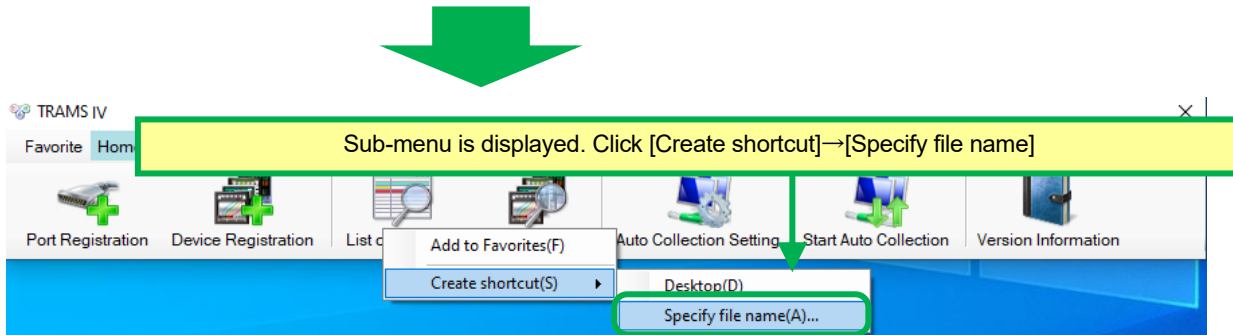 TRAMS IV
Sub-menu is displayed. Click [Create shortcut]→[Specify file name]
Favorite Hom
Port Registration Device Registration List Auto Collection Setting Start Auto Collection Version Information
Add to Favorites(F)
Create shortcut(S)
Desktop(D)
Specify file name(A)...